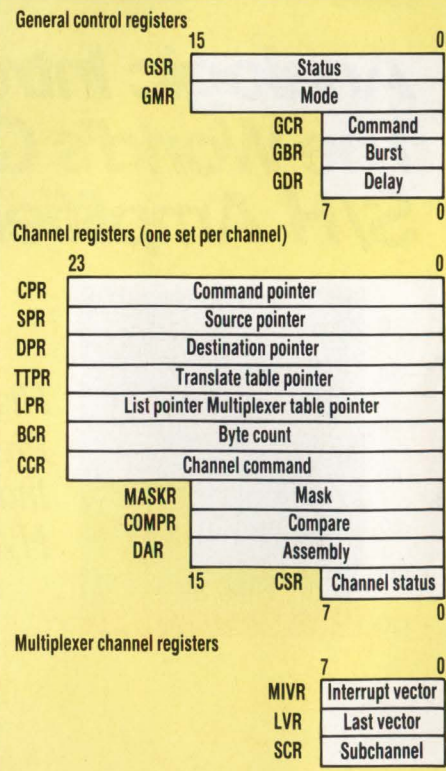 General control registers
15 0
GSR Status
GMR Mode
GCR Command
GBR Burst
GDR Delay
7 0
Channel registers (one set per channel)
23 0
CPR Command pointer
SPR Source pointer
DPR Destination pointer
TTPR Translate table pointer
LPR List pointer Multiplexer table pointer
BCR Byte count
CCR Channel command
MASKR Mask
COMPR Compare
DAR Assembly
15 CSR Channel status
7 0
Multiplexer channel registers
7 0
MIVR Interrupt vector
LVR Last vector
SCR Subchannel